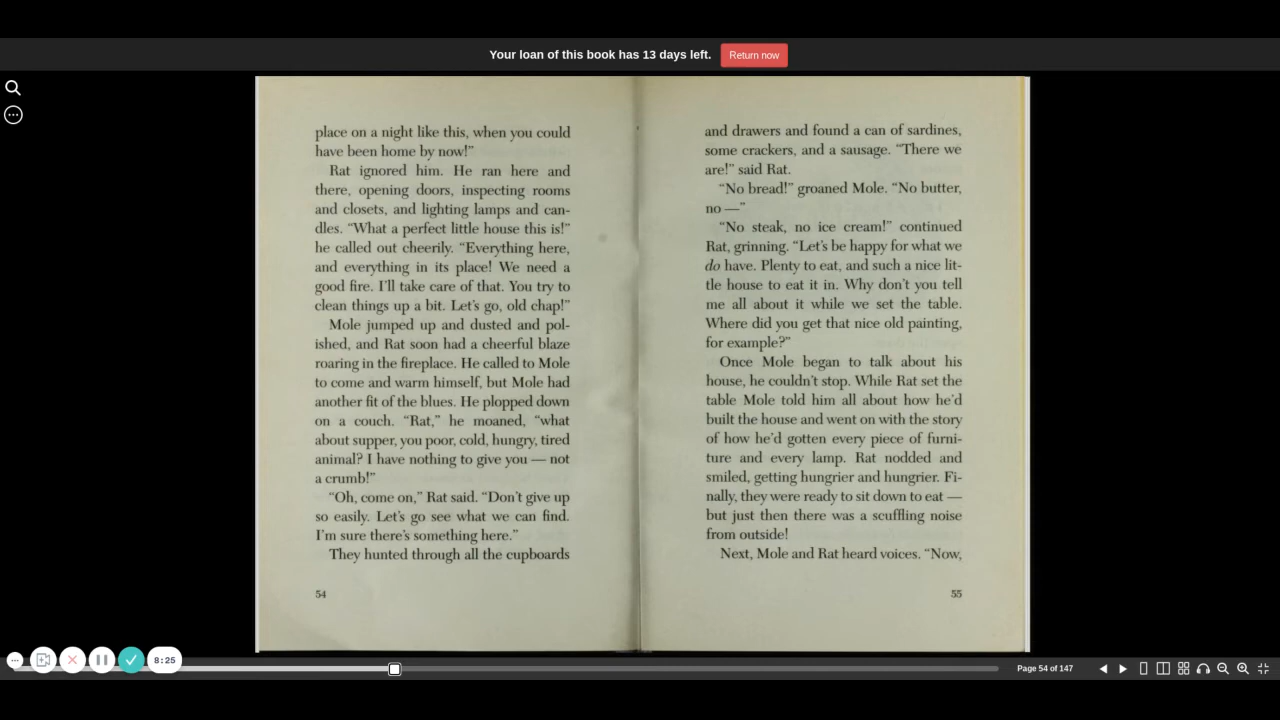 Your loan of this book has 13 days left.
Return now
place on a night like this, when you could
have been home by now!”
Rat ignored him. He ran here and
there, opening doors, inspecting rooms
and closets, and lighting lamps and can-
dles. “What a perfect little house this is!”
he called out cheerily. “Everything here,
and everything in its place! We need a
good fire. I’ll take care of that. You try to
clean things up a bit. Let’s go, old chap!”
Mole jumped up and dusted and pol-
ished, and Rat soon had a cheerful blaze
roaring in the fireplace. He called to Mole
to come and warm himself, but Mole had
another fit of the blues. He plopped down
on a couch. “Rat,” he moaned, “what
about supper, you poor, cold, hungry, tired
animal? I have nothing to give you — not
a crumb!”
“Oh, come on,” Rat said. “Don’t give up
so easily. Let’s go see what we can find.
I’m sure there’s something here.”
They hunted through all the cupboards
54
and drawers and found a can of sardines,
some crackers, and a sausage. “There we
are!” said Rat.
“No bread!” groaned Mole. “No butter,
no —”
“No steak, no ice cream!” continued
Rat, grinning. “Let’s be happy for what we
do have. Plenty to eat, and such a nice lit-
tle house to eat it in. Why don’t you tell
me all about it while we set the table.
Where did you get that nice old painting,
for example?”
Once Mole began to talk about his
house, he couldn’t stop. While Rat set the
table Mole told him all about how he’d
built the house and went on with the story
of how he’d gotten every piece of furni-
ture and every lamp. Rat nodded and
smiled, getting hungrier and hungrier. Fi-
nally, they were ready to sit down to eat —
but just then there was a scuffling noise
from outside!
Next, Mole and Rat heard voices. “Now,
55
8:25
Page 54 of 147